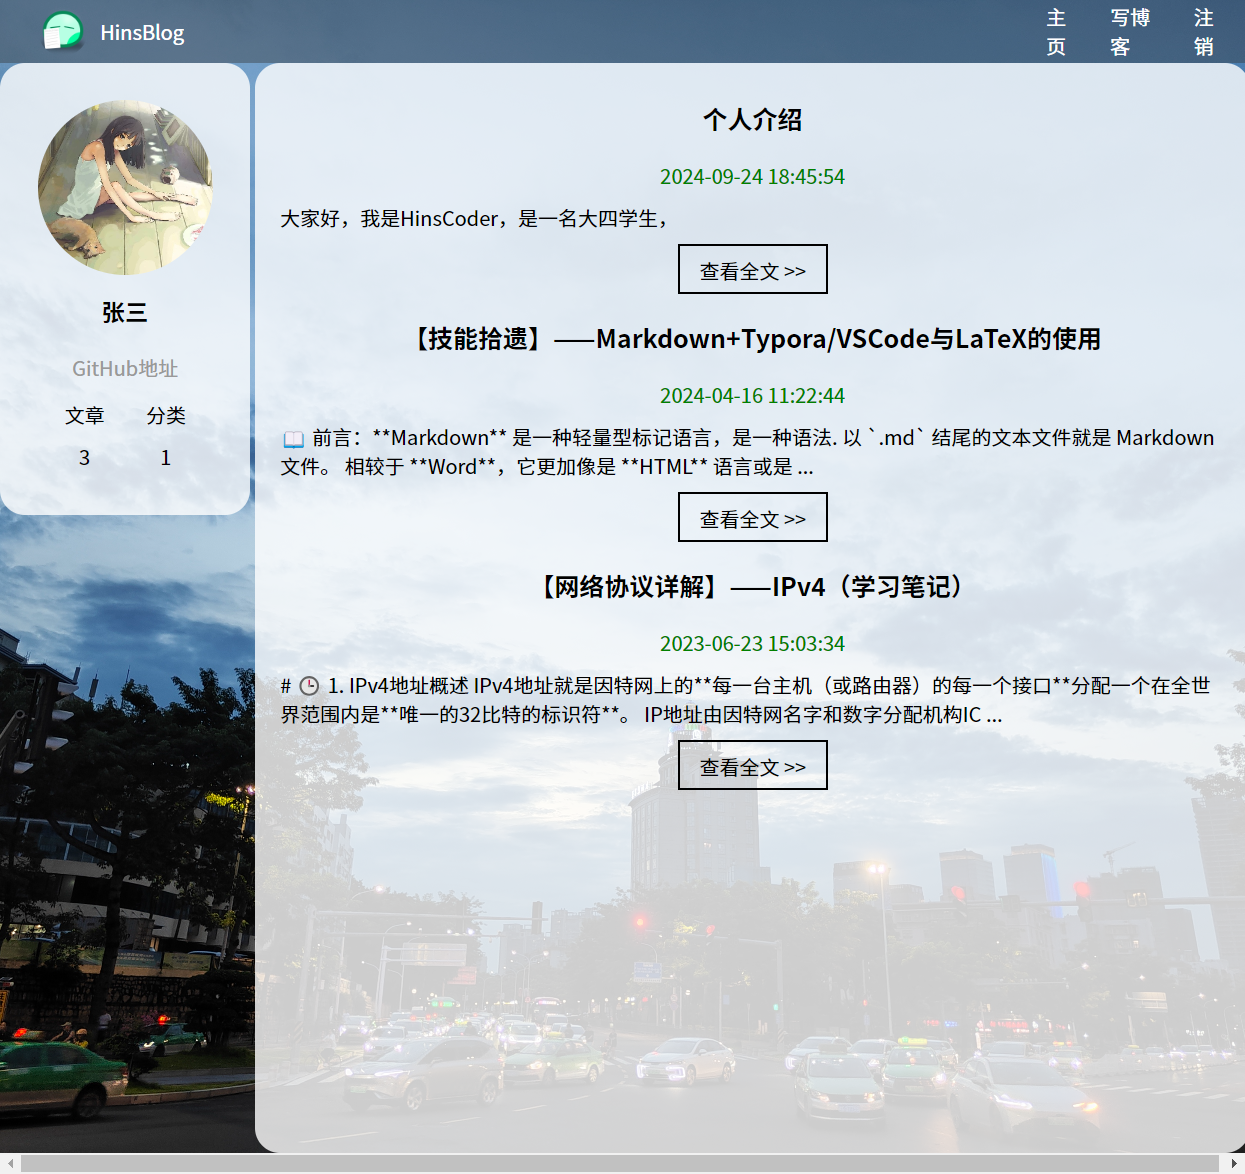 HinsBlog
主页
写博客
注销
张三
GitHub地址
文章 分类
3 1
个人介绍
2024-09-24 18:45:54
大家好，我是HinsCoder，是一名大四学生，
查看全文 >>
【技能拾遗】——Markdown+Typora/VSCode与LaTeX的使用
2024-04-16 11:22:44
📖 前言：**Markdown** 是一种轻量型标记语言，是一种语法. 以 `.md` 结尾的文本文件就是 Markdown
文件。 相较于 **Word**，它更加像是 **HTML** 语言或是 ...
查看全文 >>
【网络协议详解】——IPv4（学习笔记）
2023-06-23 15:03:34
# 🕒 1. IPv4地址概述 IPv4地址就是因特网上的**每一台主机（或路由器）的每一个接口**分配一个在全世
界范围内是**唯一的32比特的标识符**。 IP地址由因特网名字和数字分配机构IC ...
查看全文 >>